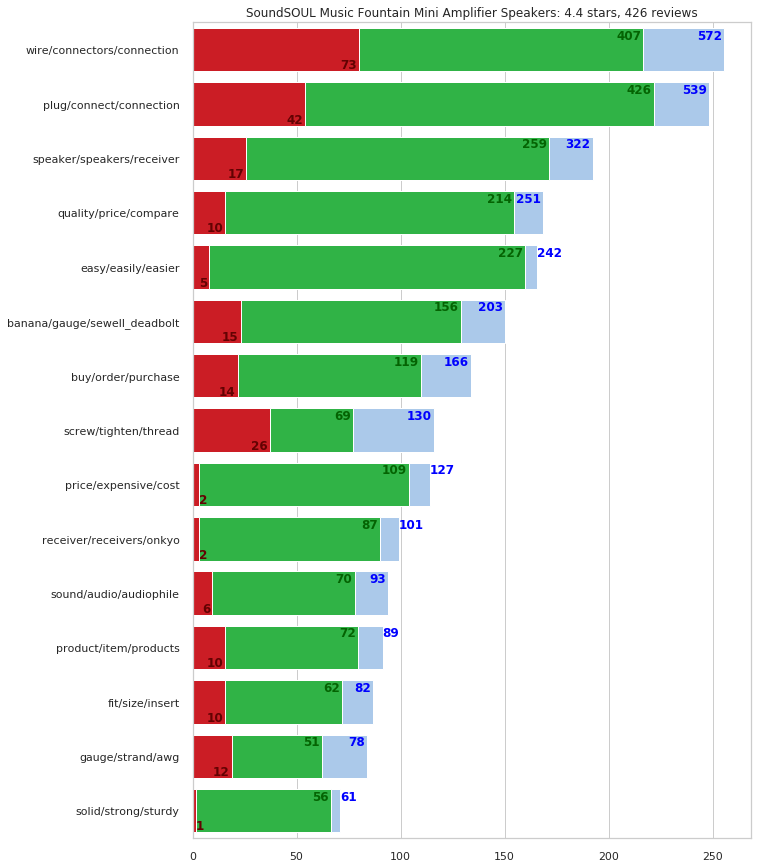 SoundSOUL Music Fountain Mini Amplifier Speakers: 4.4 stars, 426 reviews
wire/connectors/connection 73 407 572
plug/connect/connection 42 426 539
speaker/speakers/receiver 17 259 322
quality/price/compare 10 214 251
easy/easily/easier 5 227 242
banana/gauge/sewell_deadbolt 15 156 203
buy/order/purchase 14 119 166
screw/tighten/thread 26 69 130
price/expensive/cost 2 109 127
receiver/receivers/onkyo 2 87 101
sound/audio/audiophile 6 70 93
product/item/products 10 72 89
fit/size/insert 10 62 82
gauge/strand/awg 12 51 78
solid/strong/sturdy 1 56 61
0 50 100 150 200 250